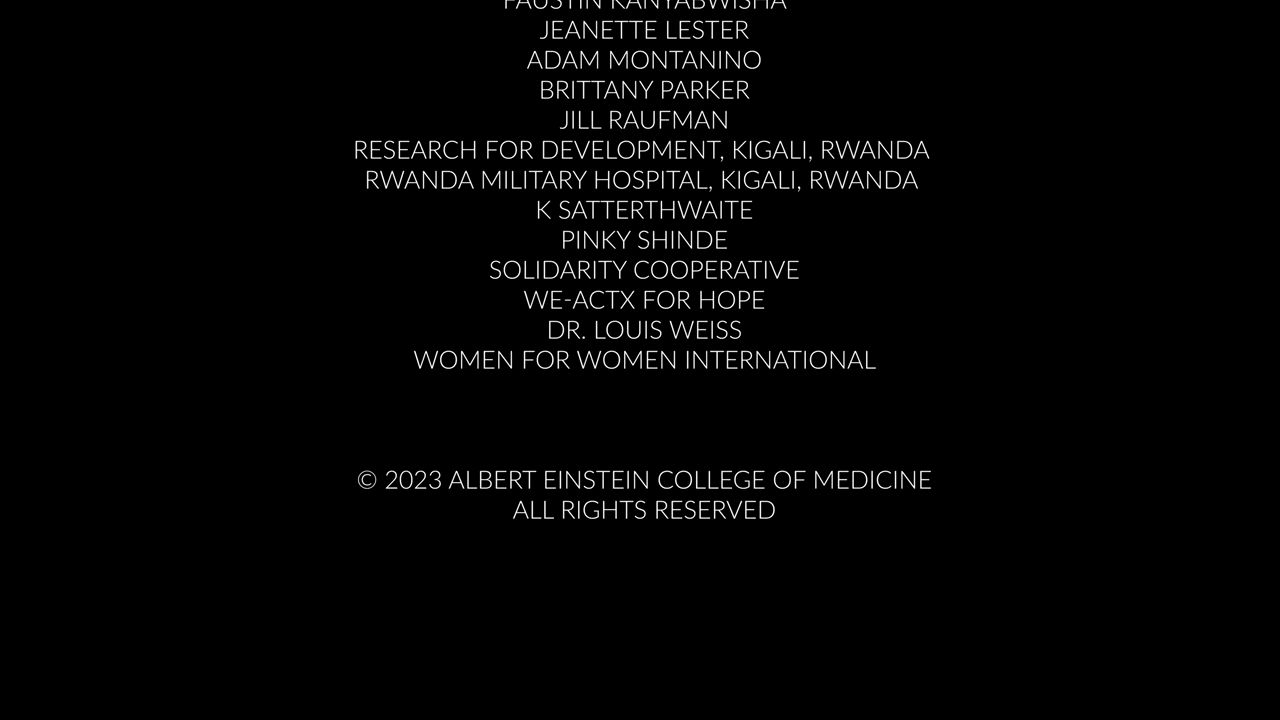 FAUSTIN KANYABWISHA
JEANETTE LESTER
ADAM MONTANINO
BRITTANY PARKER
JILL RAUFMAN
RESEARCH FOR DEVELOPMENT, KIGALI, RWANDA
RWANDA MILITARY HOSPITAL, KIGALI, RWANDA
K SATTERTHWAITE
PINKY SHINDE
SOLIDARITY COOPERATIVE
WE-ACTX FOR HOPE
DR. LOUIS WEISS
WOMEN FOR WOMEN INTERNATIONAL
© 2023 ALBERT EINSTEIN COLLEGE OF MEDICINE
ALL RIGHTS RESERVED